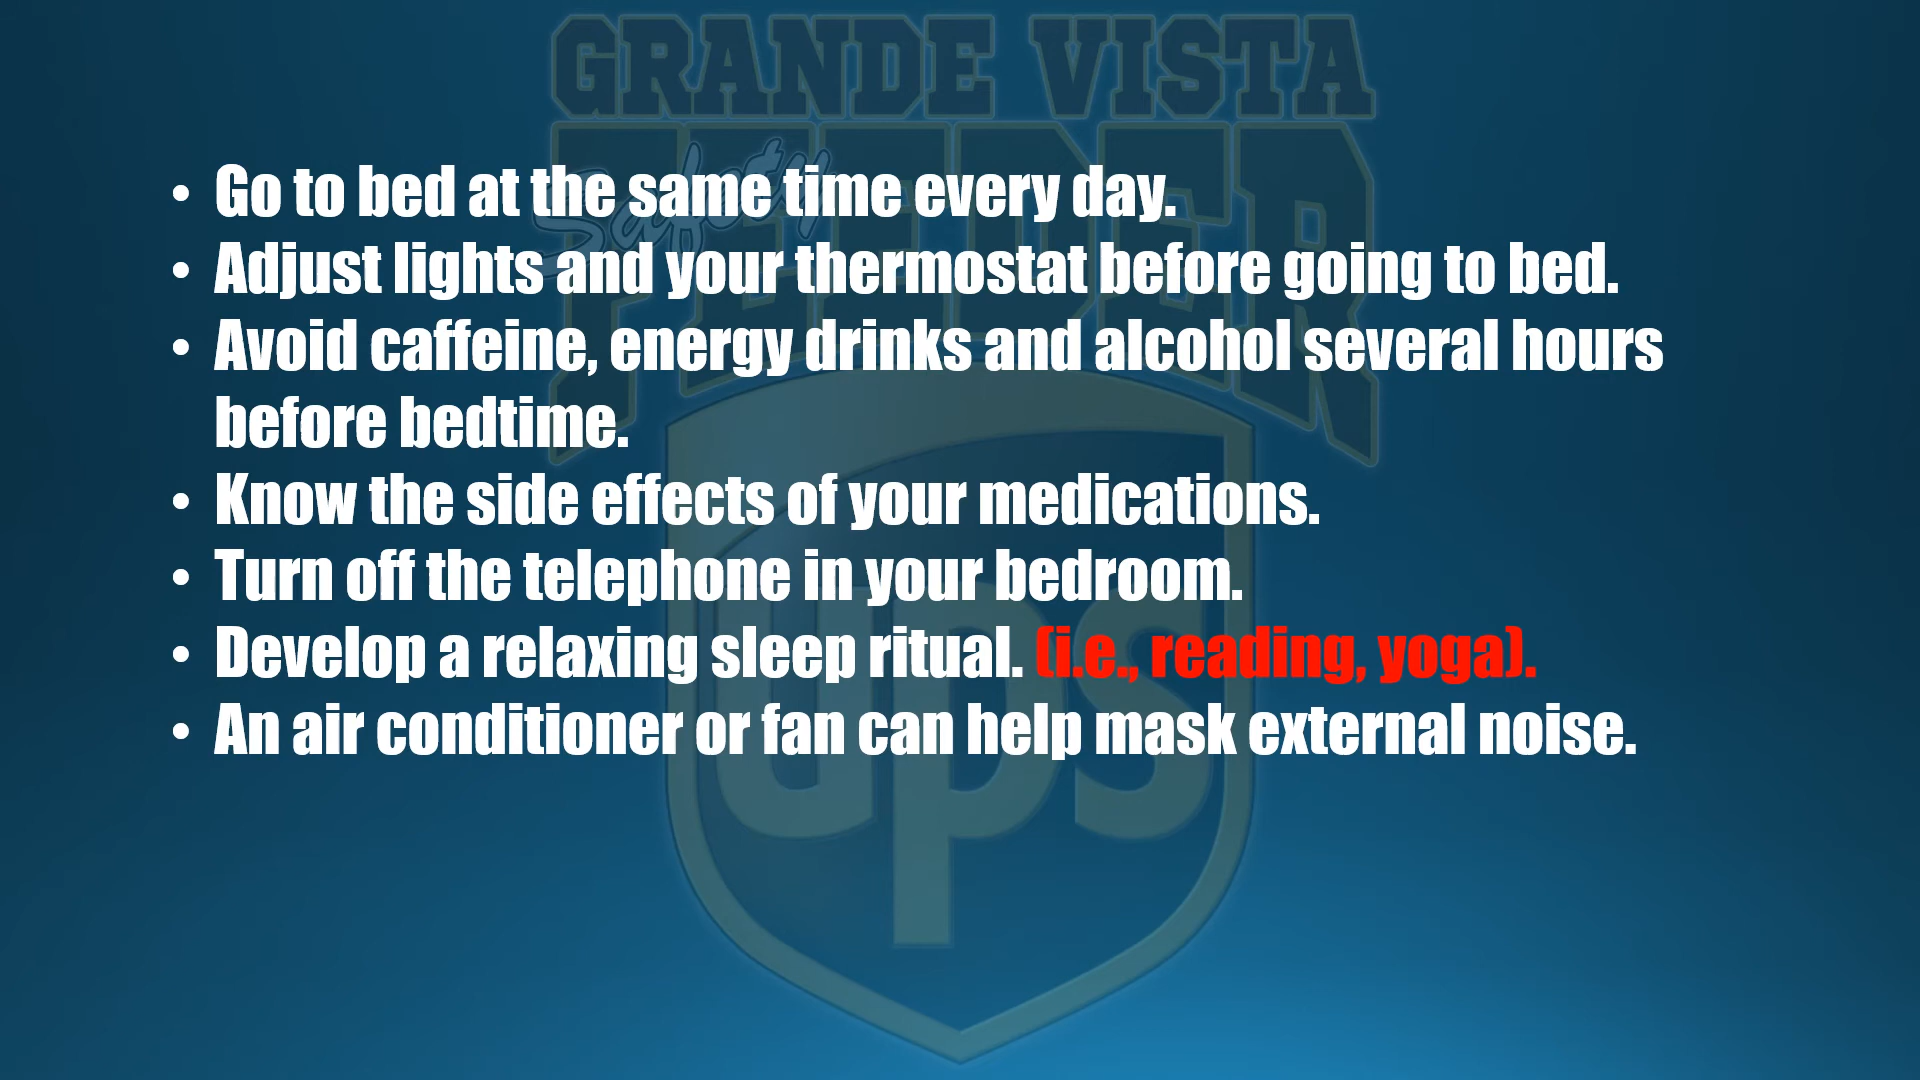 GRANDE VISTA
Safety
FEEDER
• Go to bed at the same time every day.
• Adjust lights and your thermostat before going to bed.
• Avoid caffeine, energy drinks and alcohol several hours
before bedtime.
• Know the side effects of your medications.
• Turn off the telephone in your bedroom.
• Develop a relaxing sleep ritual. (i.e., reading, yoga).
• An air conditioner or fan can help mask external noise.
ups